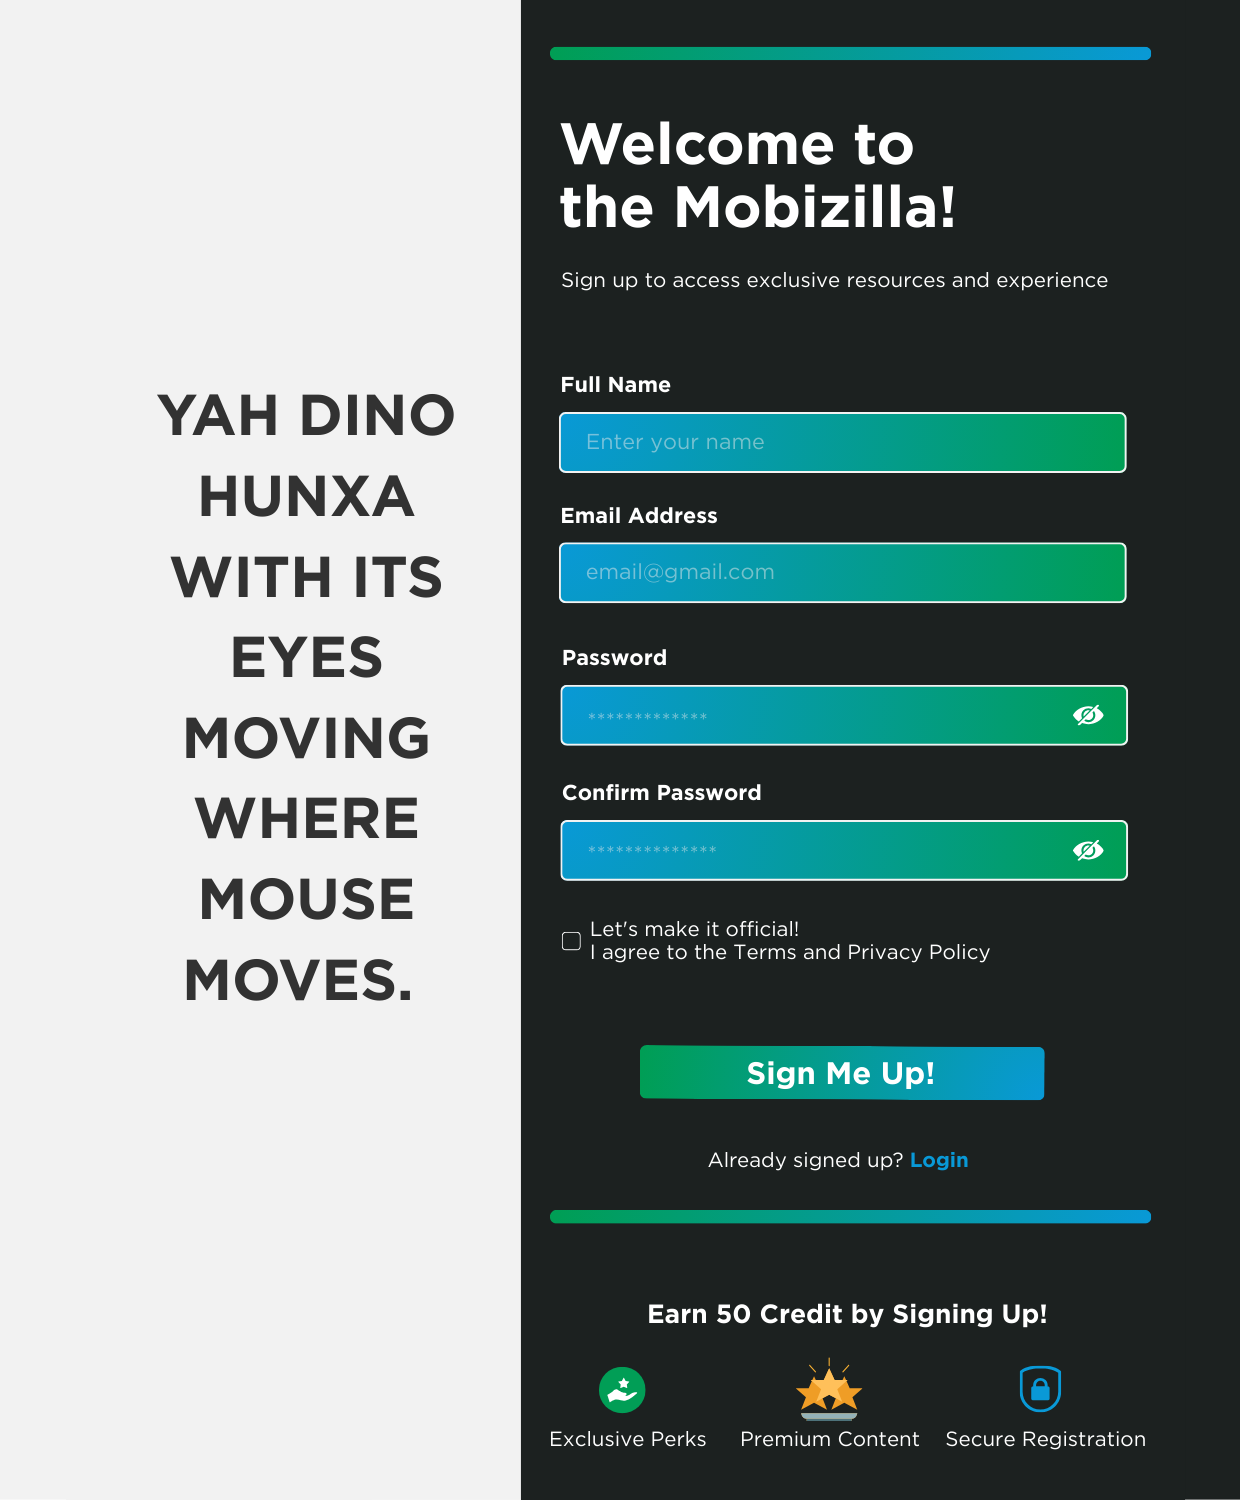 YAH DINO
HUNXA
WITH ITS
EYES
MOVING
WHERE
MOUSE
MOVES.
Welcome to
the Mobizilla!
Sign up to access exclusive resources and experience
Full Name
Enter your name
Email Address
email@gmail.com
Password
*************
Confirm Password
**************
Let's make it official!
I agree to the Terms and Privacy Policy
Sign Me Up!
Already signed up? Login
Earn 50 Credit by Signing Up!
Exclusive Perks Premium Content Secure Registration